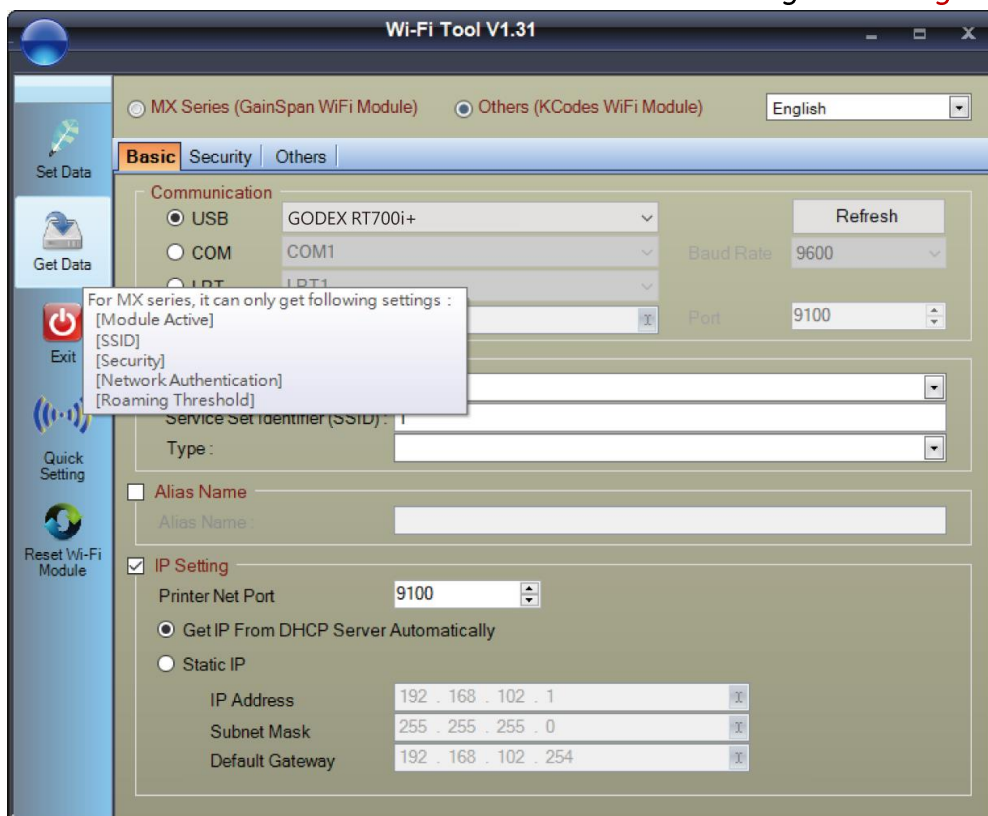 Wi-Fi Tool V1.31
MX Series (GainSpan WiFi Module) Others (KCodes WiFi Module) English
Set Data
Get Data
Exit
Quick
Setting
Reset Wi-Fi
Module
Basic Security Others
Communication
USB GODEX RT700i+ Refresh
COM COM1 Baud Rate 9600
LPT LPT1
Port 9100
For MX series, it can only get following settings :
[Module Active]
[SSID]
[Security]
[Network Authentication]
[Roaming Threshold]
Service Set Identifier (SSID) :
Type :
Alias Name
Alias Name :
IP Setting
Printer Net Port 9100
Get IP From DHCP Server Automatically
Static IP
IP Address 192 . 168 . 102 . 1
Subnet Mask 255 . 255 . 255 . 0
Default Gateway 192 . 168 . 102 . 254